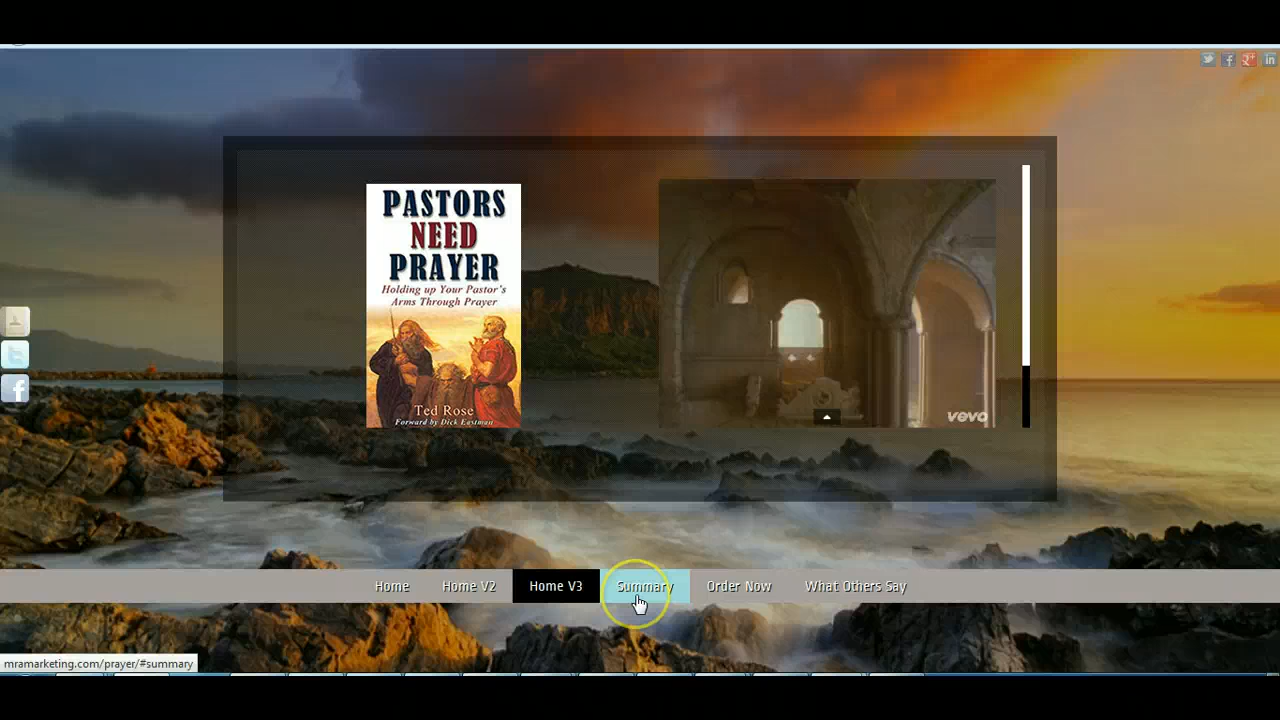 PASTORS
NEED
PRAYER
Holding up Your Pastor's
Arms Through Prayer
Ted Rose
Forward by Dick Eastman
vevo
Home Home V2 Home V3 Summary Order Now What Others Say
mramarketing.com/prayer/#summary